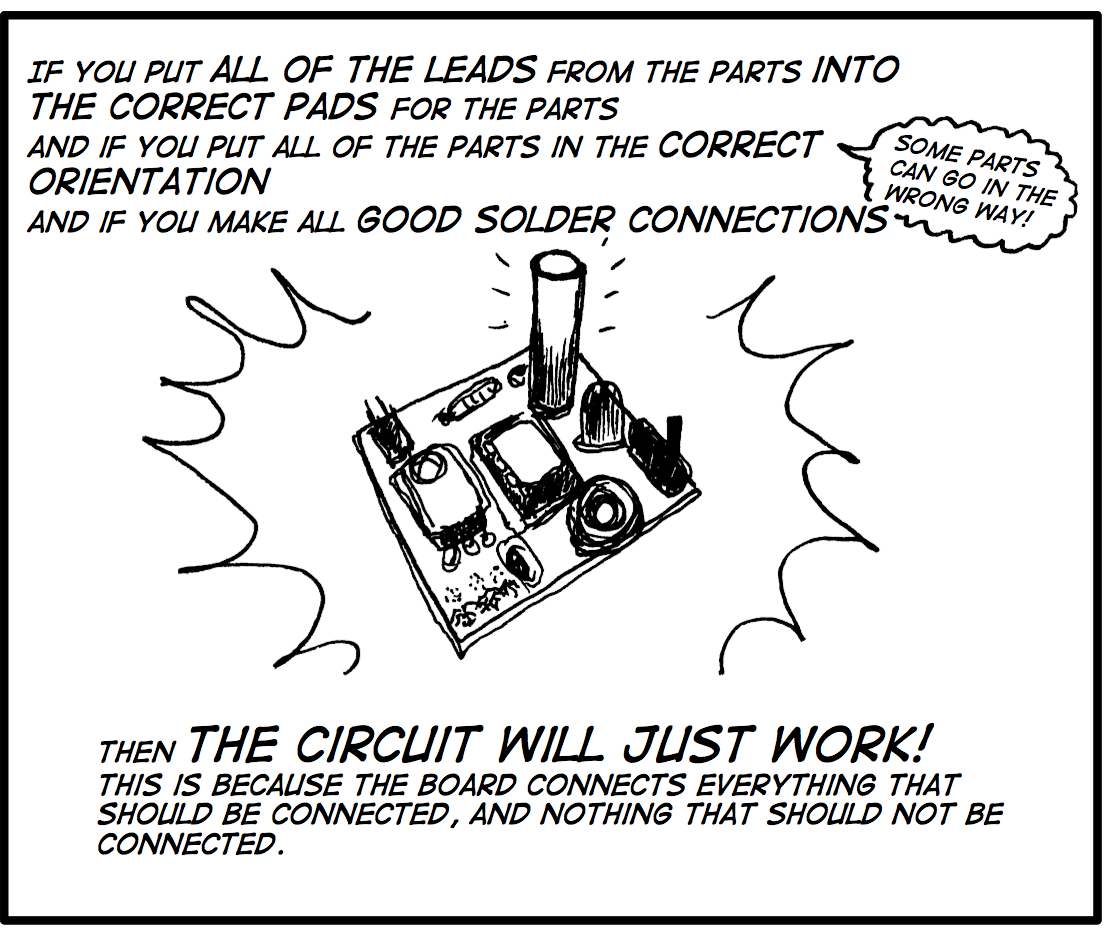 IF YOU PUT ALL OF THE LEADS FROM THE PARTS INTO
THE CORRECT PADS FOR THE PARTS
AND IF YOU PUT ALL OF THE PARTS IN THE CORRECT
ORIENTATION
SOME PARTS
CAN GO IN THE
WRONG WAY!
AND IF YOU MAKE ALL GOOD SOLDER CONNECTIONS
THEN THE CIRCUIT WILL JUST WORK!
THIS IS BECAUSE THE BOARD CONNECTS EVERYTHING THAT
SHOULD BE CONNECTED, AND NOTHING THAT SHOULD NOT BE
CONNECTED.